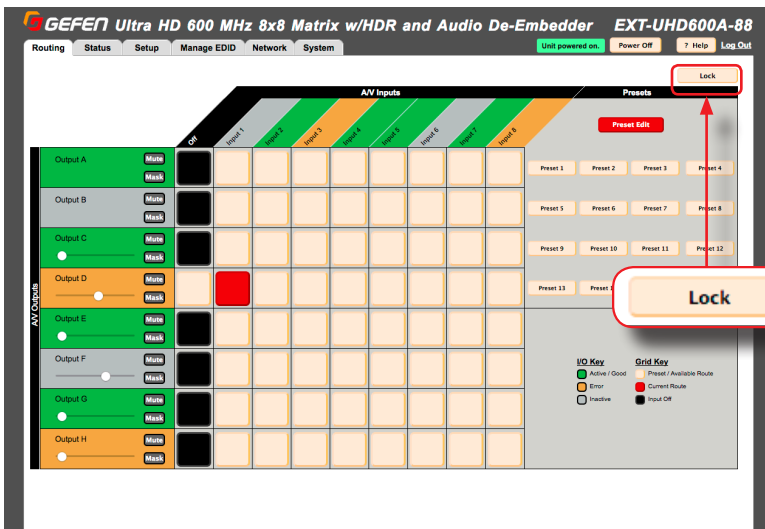 GEFEN Ultra HD 600 MHz 8x8 Matrix w/HDR and Audio De-Embedder EXT-UHD600A-88
Routing Status Setup Manage EDID Network System Unit powered on. Power Off ? Help Log Out
Lock
A/V Inputs Presets
Off Input 1 Input 2 Input 3 Input 4 Input 5 Input 6 Input 7 Input 8
Preset Edit
A/V Outputs
Output A Mute
Mask
Preset 1 Preset 2 Preset 3 Preset 4
Output B Mute
Mask
Preset 5 Preset 6 Preset 7 Preset 8
Output C Mute
Mask
Preset 9 Preset 10 Preset 11 Preset 12
Output D Mute
Mask
Preset 13 Preset 1
Lock
Output E Mute
Mask
Output F Mute
Mask
Output G Mute
Mask
Output H Mute
Mask
I/O Key Grid Key
Active / Good Preset / Available Route
Error Current Route
Inactive Input Off